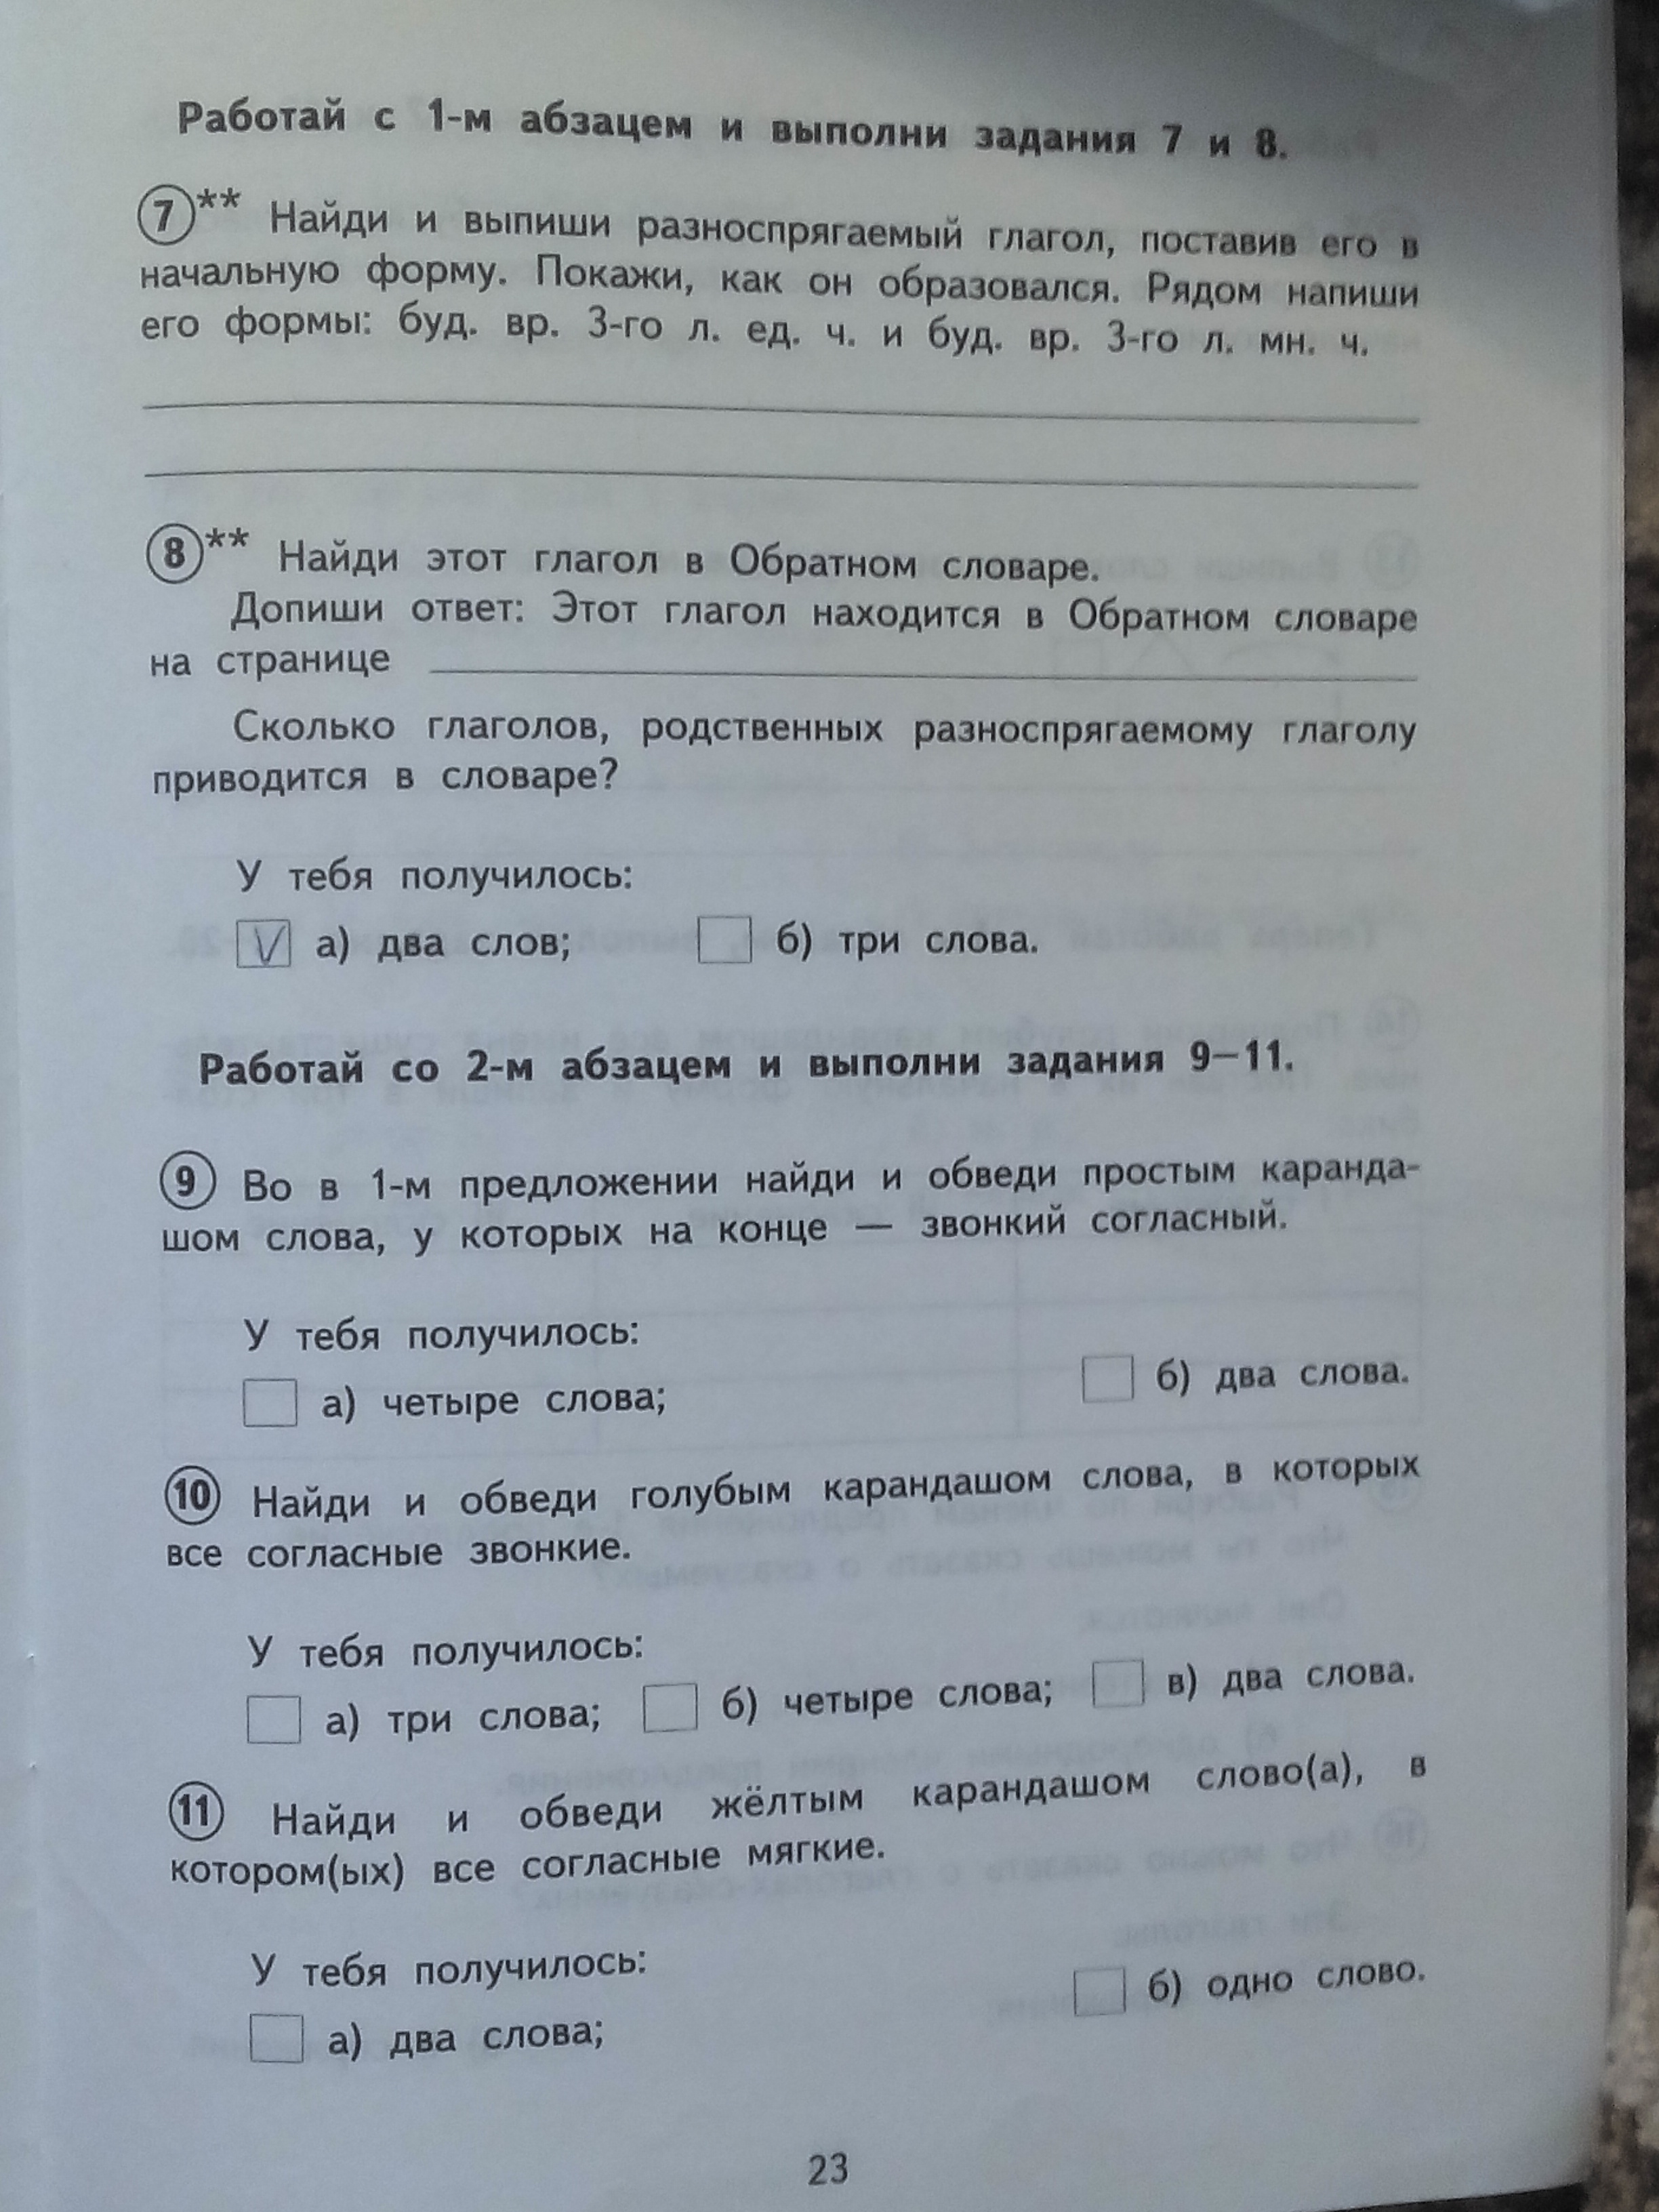 Работай с 1-м абзацем и выполни задания 7 и 8.
7** Найди и выпиши разноспрягаемый глагол, поставив его в
начальную форму. Покажи, как он образовался. Рядом напиши
его формы: буд. вр. 3-го л. ед. ч. и буд. вр. 3-го л. мн. ч.
8** Найди этот глагол в Обратном словаре.
Допиши ответ: Этот глагол находится в Обратном словаре
на странице
Сколько глаголов, родственных разноспрягаемому глаголу
приводится в словаре?
У тебя получилось:
V а) два слов; б) три слова.
Работай со 2-м абзацем и выполни задания 9—11.
9 Во в 1-м предложении найди и обведи простым каранда-
шом слова, у которых на конце — звонкий согласный.
У тебя получилось:
а) четыре слова; б) два слова.
10 Найди и обведи голубым карандашом слова, в которых
все согласные звонкие.
У тебя получилось:
а) три слова; б) четыре слова; в) два слова.
11 Найди и обведи жёлтым карандашом слово(а), в
котором(ых) все согласные мягкие.
У тебя получилось:
а) два слова; б) одно слово.
23